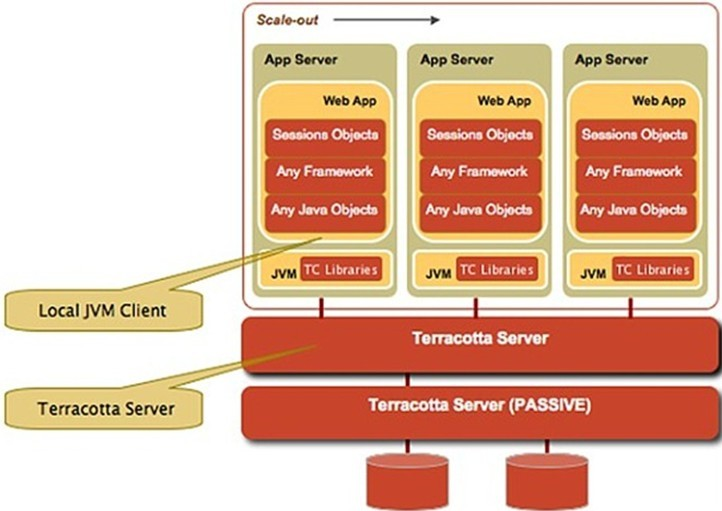 Scale-out
App Server App Server App Server
Web App Web App Web App
Sessions Objects Sessions Objects Sessions Objects
Any Framework Any Framework Any Framework
Any Java Objects Any Java Objects Any Java Objects
JVM TC Libraries JVM TC Libraries JVM TC Libraries
Local JVM Client
Terracotta Server
Terracotta Server
Terracotta Server (PASSIVE)